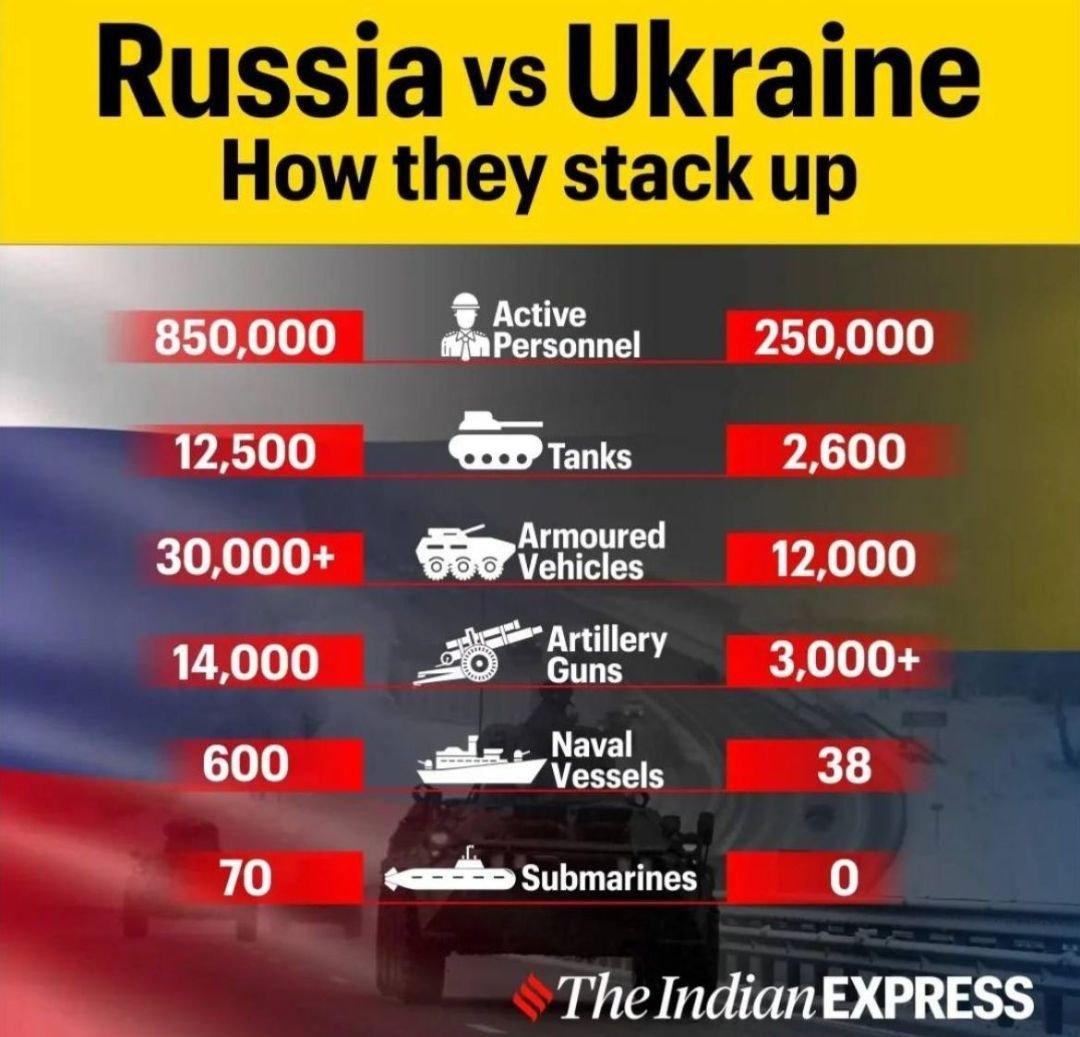 Russia vs Ukraine
How they stack up
850,000 Active Personnel 250,000
12,500 Tanks 2,600
30,000+ Armoured Vehicles 12,000
14,000 Artillery Guns 3,000+
600 Naval Vessels 38
70 Submarines 0
The Indian EXPRESS